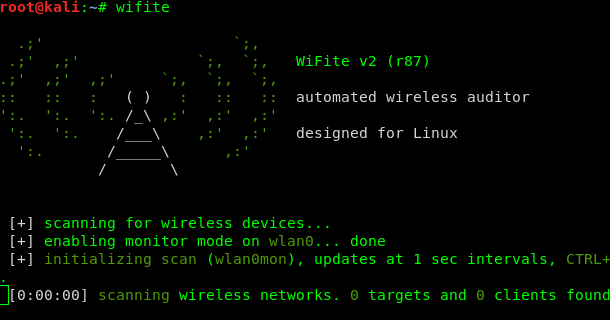 root@kali:~# wifite
WiFite v2 (r87)
automated wireless auditor
designed for Linux
[+] scanning for wireless devices...
[+] enabling monitor mode on wlan0... done
[+] initializing scan (wlan0mon), updates at 1 sec intervals, CTRL+
.
[0:00:00] scanning wireless networks. 0 targets and 0 clients found